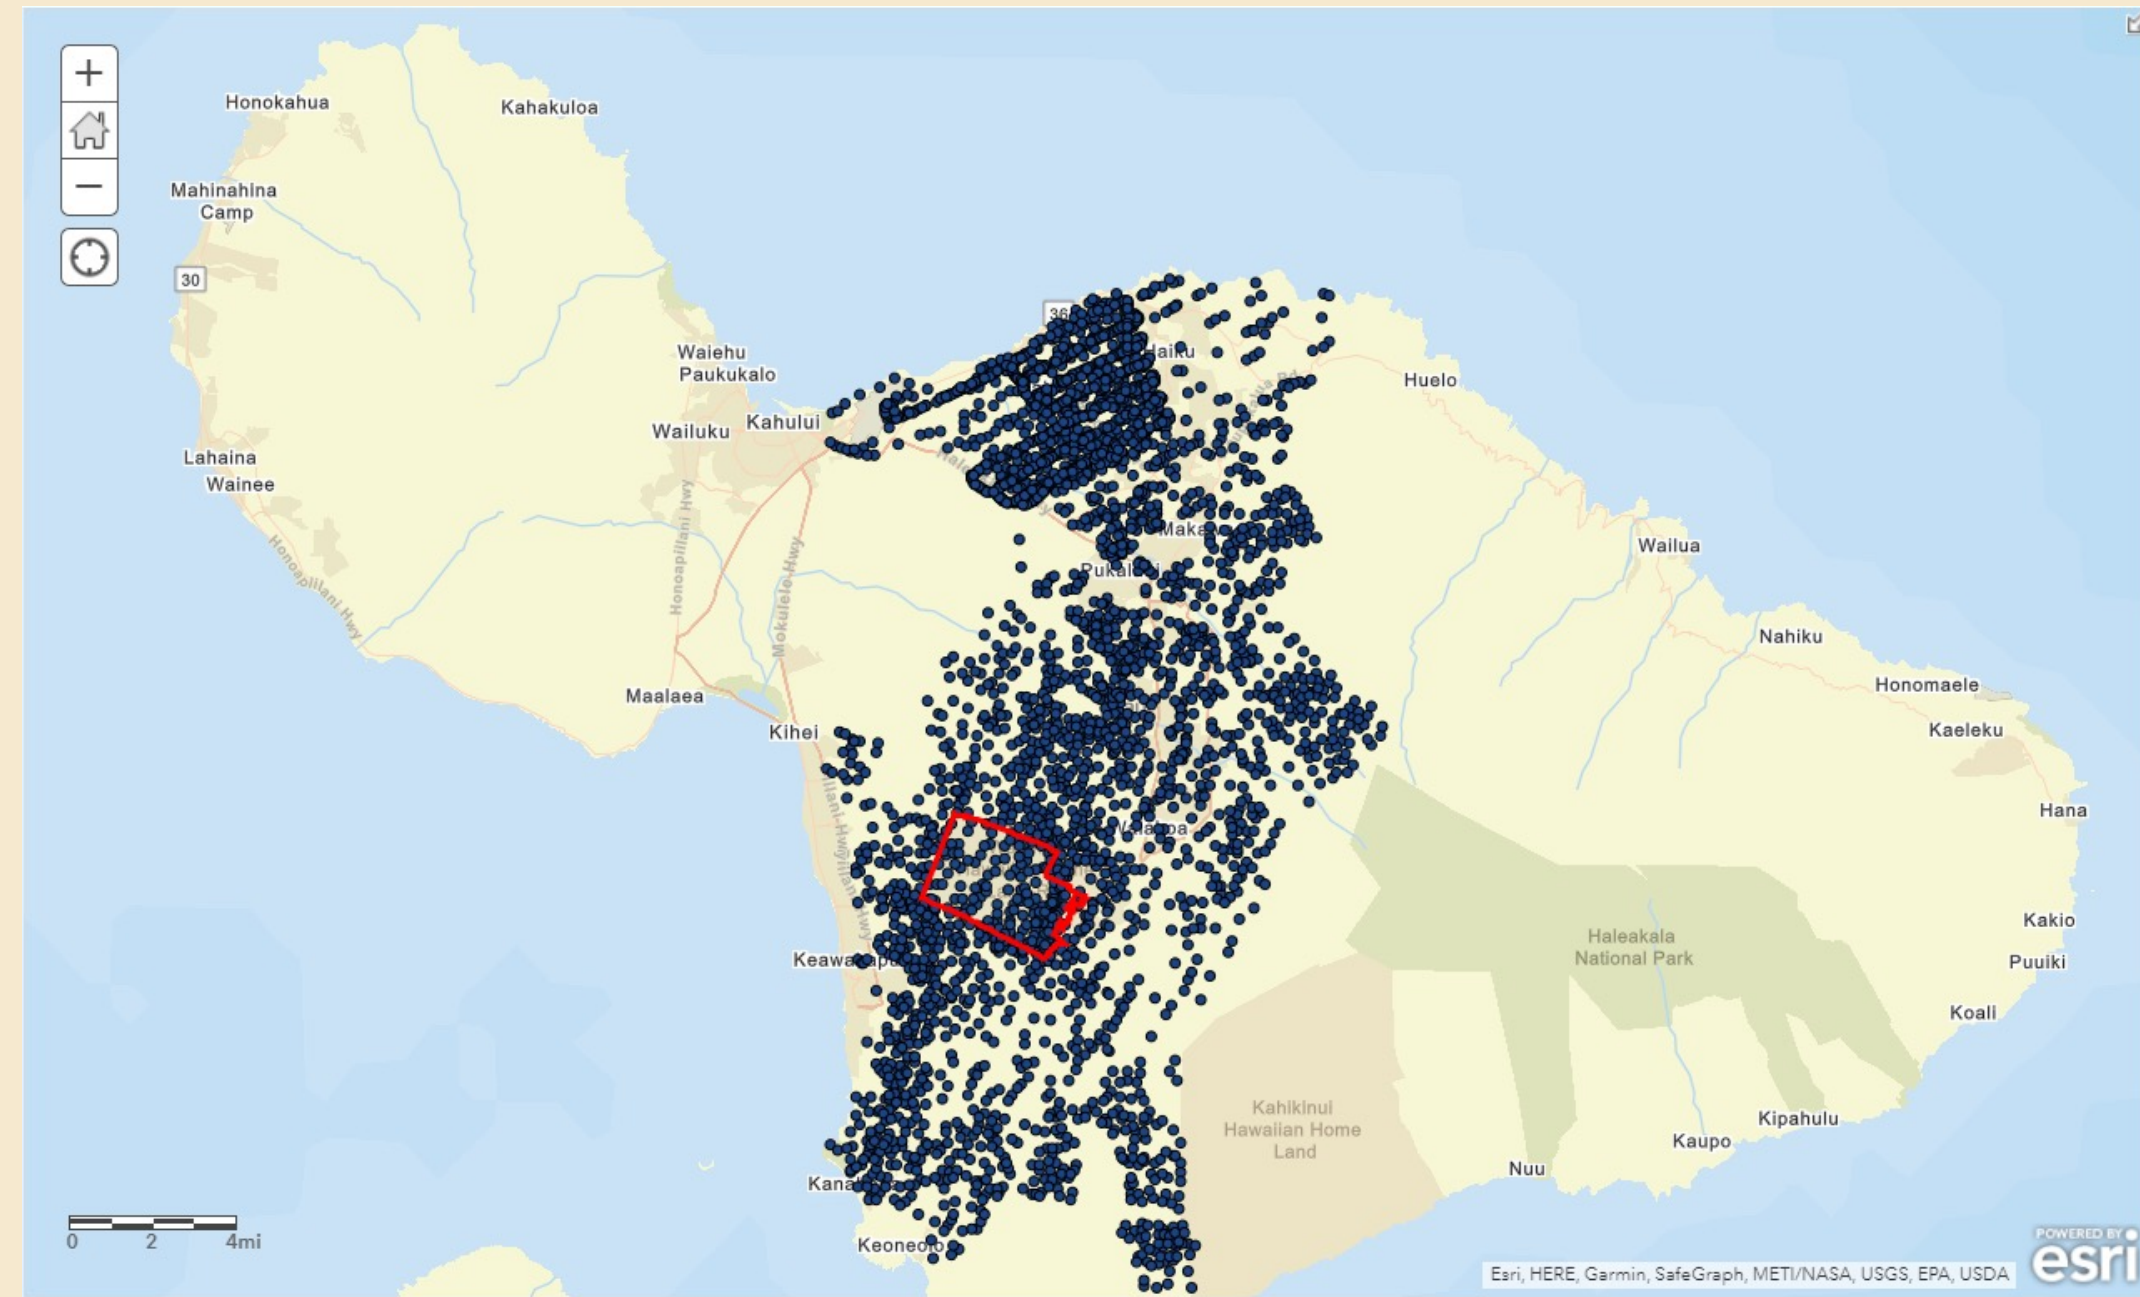 Honokahua
Kahakuloa
Mahinahina
Camp
30
36
Waiehu
Paukukalo
Haiku
Huelo
Kahului
Wailuku
Lahaina
Wainee
Honoapiilani Hwy
Honoapiilani Hwy
Mokulele Hwy
Wailua
Pukalani
Nahiku
Maalaea
Honomaele
Kihei
Kaeleku
Hana
Haleakala
National Park
Kakio
Puuiki
Koali
Kahikinui
Hawaiian Home
Land
Kipahulu
Kaupo
Nuu
0 2 4mi
POWERED BY
esri
Esri, HERE, Garmin, SafeGraph, METI/NASA, USGS, EPA, USDA